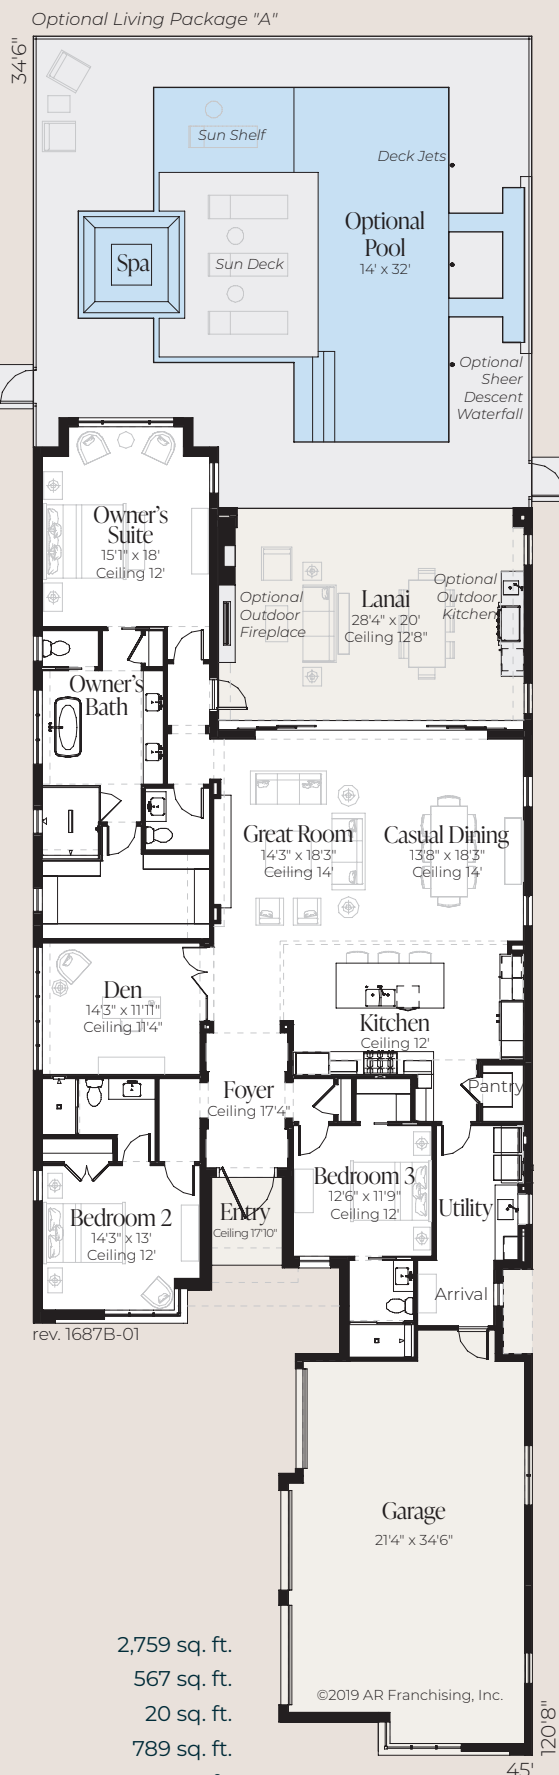 Optional Living Package "A"
34'6"
Sun Shelf
Deck Jets
Optional
Pool
14' x 32'
Spa
Sun Deck
Optional
Sheer
Descent
Waterfall
Owner's
Suite
15'1" x 18'
Ceiling 12'
Optional
Outdoor
Fireplace
Lanai
28'4" x 20'
Ceiling 12'8"
Optional
Outdoor
Kitchen
Owner's
Bath
Great Room
14'3" x 18'3"
Ceiling 14'
Casual Dining
13'8" x 18'3"
Ceiling 14'
Den
14'3" x 11'11"
Ceiling 11'4"
Kitchen
Ceiling 12'
Foyer
Ceiling 17'4"
Pantry
Bedroom 2
14'3" x 13'
Ceiling 12'
Entry
Ceiling 17'10"
Bedroom 3
12'6" x 11'9"
Ceiling 12'
Utility
Arrival
rev. 1687B-01
Garage
21'4" x 34'6"
2,759 sq. ft.
567 sq. ft.
20 sq. ft.
789 sq. ft.
©2019 AR Franchising, Inc.
120'8"
45'